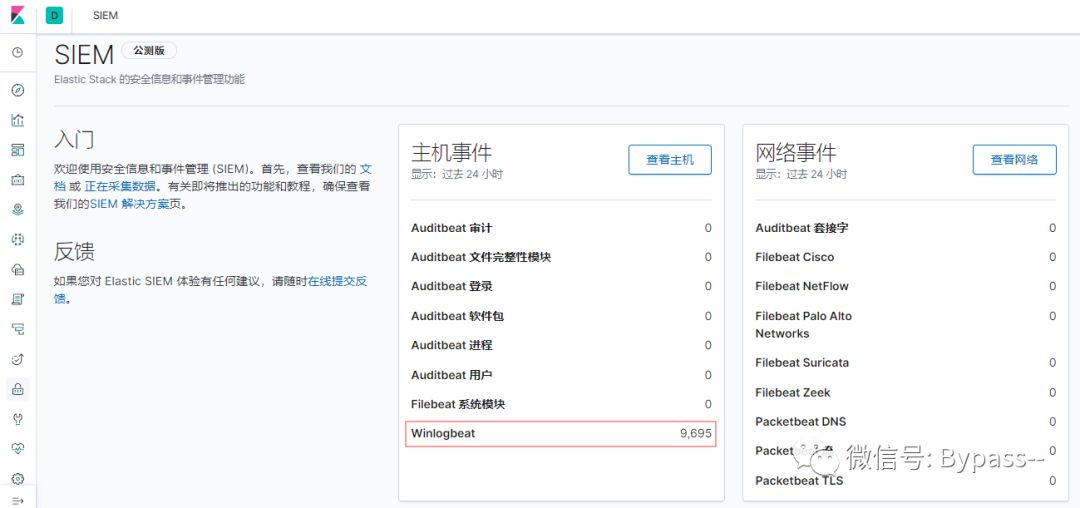 D
SIEM
SIEM
公测版
Elastic Stack 的安全信息和事件管理功能
入门
欢迎使用安全信息和事件管理 (SIEM)。首先，查看我们的 文
档 或 正在采集数据。有关即将推出的功能和教程，确保查看
我们的SIEM 解决方案页。
反馈
如果您对 Elastic SIEM 体验有任何建议，请随时在线提交反
馈。
主机事件
查看主机
显示：过去 24 小时
Auditbeat 审计 0
Auditbeat 文件完整性模块 0
Auditbeat 登录 0
Auditbeat 软件包 0
Auditbeat 进程 0
Auditbeat 用户 0
Filebeat 系统模块 0
Winlogbeat 9,695
网络事件
查看网络
显示：过去 24 小时
Auditbeat 套接字 0
Filebeat Cisco 0
Filebeat NetFlow 0
Filebeat Palo Alto 0
Networks
Filebeat Suricata 0
Filebeat Zeek 0
Packetbeat DNS 0
0
Packetbeat TLS 0
微信号: Bypass--